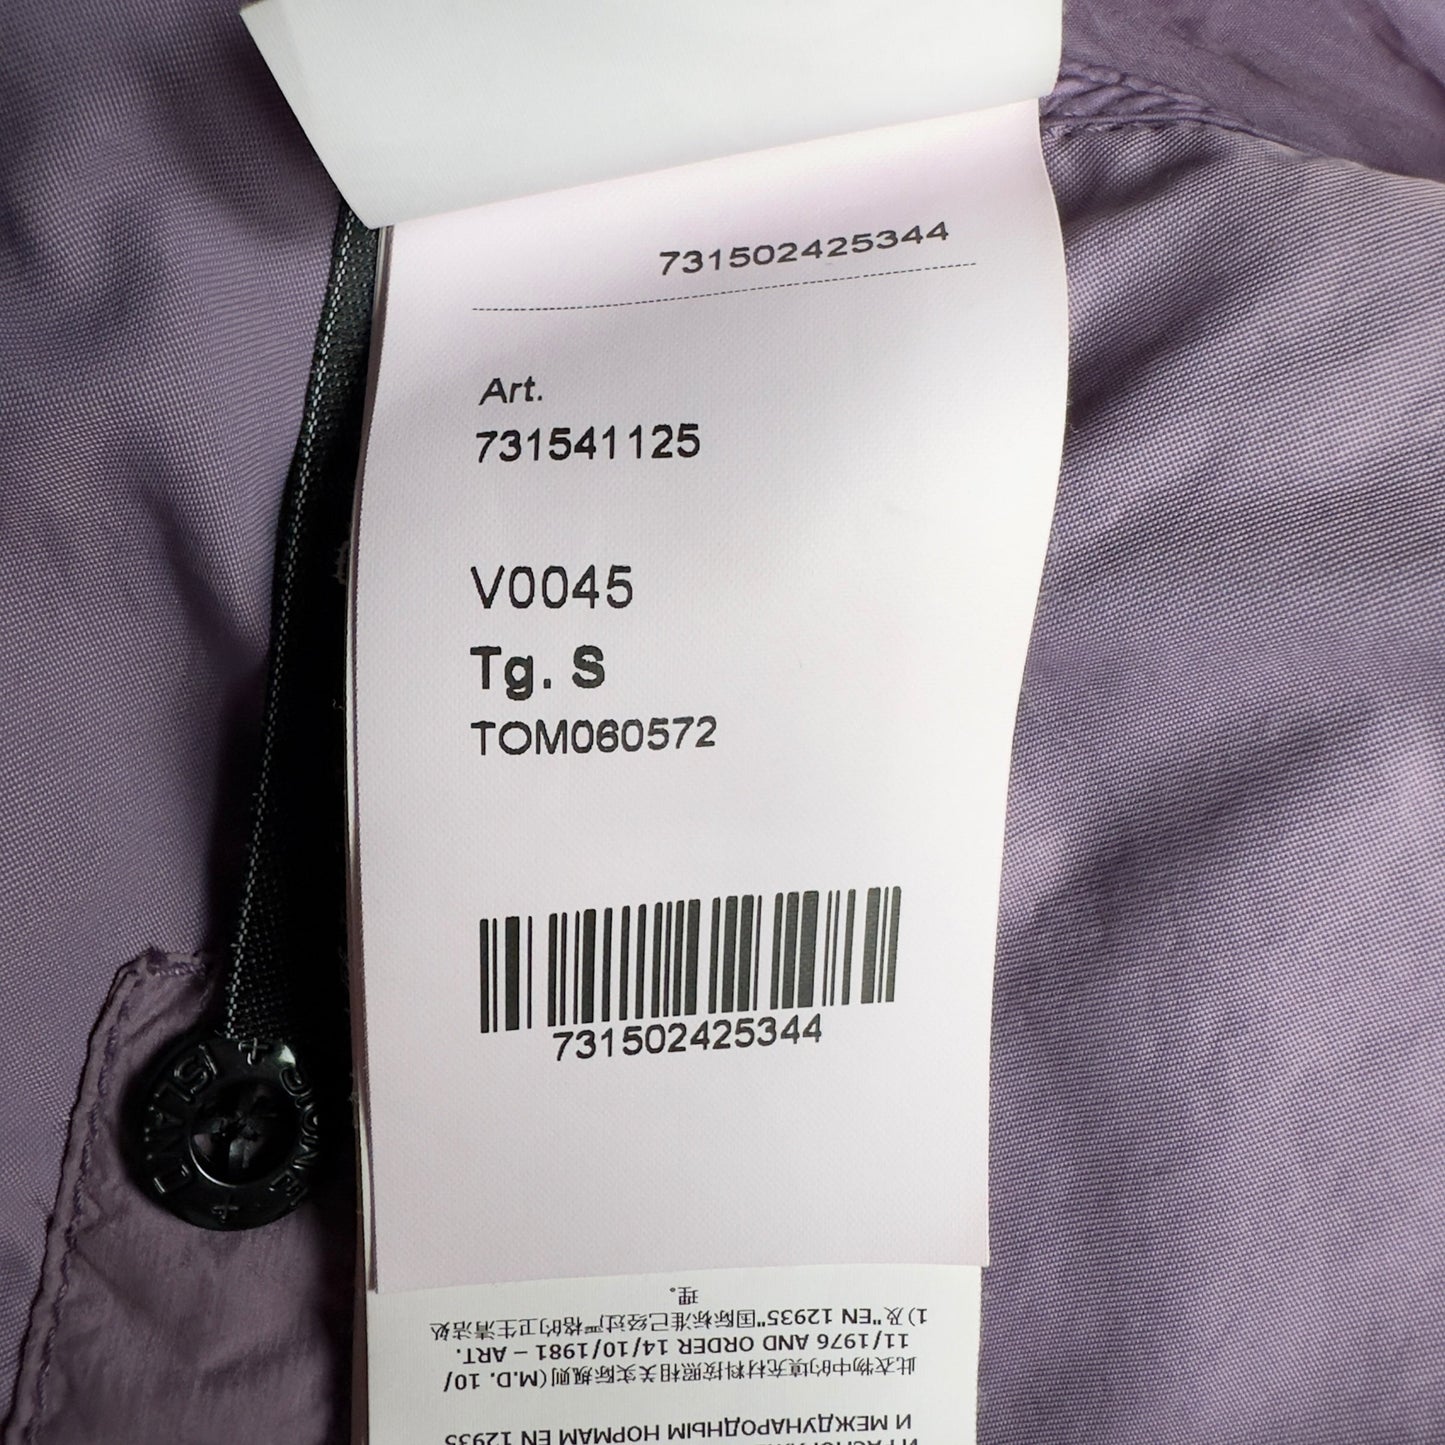 731502425344
Art.
731541125
V0045
Tg. S
TOM060572
731502425344
STONE
ISLAND
И МЕЖДУНАРОДНЫМ НОРМАМ EN 12935
此衣物中的填充材料按照相关实际规则(M.D. 10/
11/1976 AND ORDER 14/10/1981 – ART.
1)及"EN 12935"国际标准已经过严格的卫生清洁处
理。